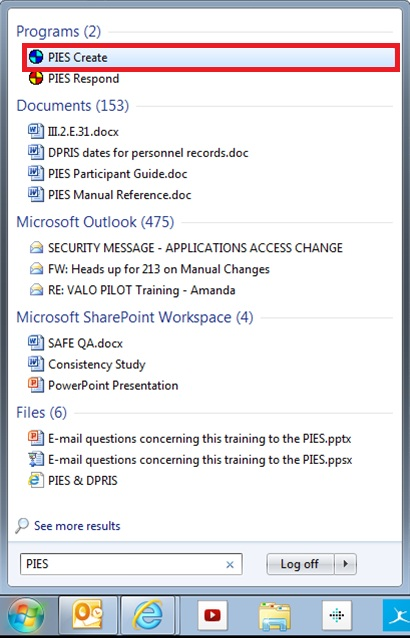 Programs (2)
PIES Create
PIES Respond
Documents (153)
III.2.E.31.docx
DPRIS dates for personnel records.doc
PIES Participant Guide.doc
PIES Manual Reference.doc
Microsoft Outlook (475)
SECURITY MESSAGE - APPLICATIONS ACCESS CHANGE
FW: Heads up for 213 on Manual Changes
RE: VALO PILOT Training - Amanda
Microsoft SharePoint Workspace (4)
SAFE QA.docx
Consistency Study
PowerPoint Presentation
Files (6)
E-mail questions concerning this training to the PIES.pptx
E-mail questions concerning this training to the PIES.ppsx
PIES & DPRIS
See more results
PIES Log off